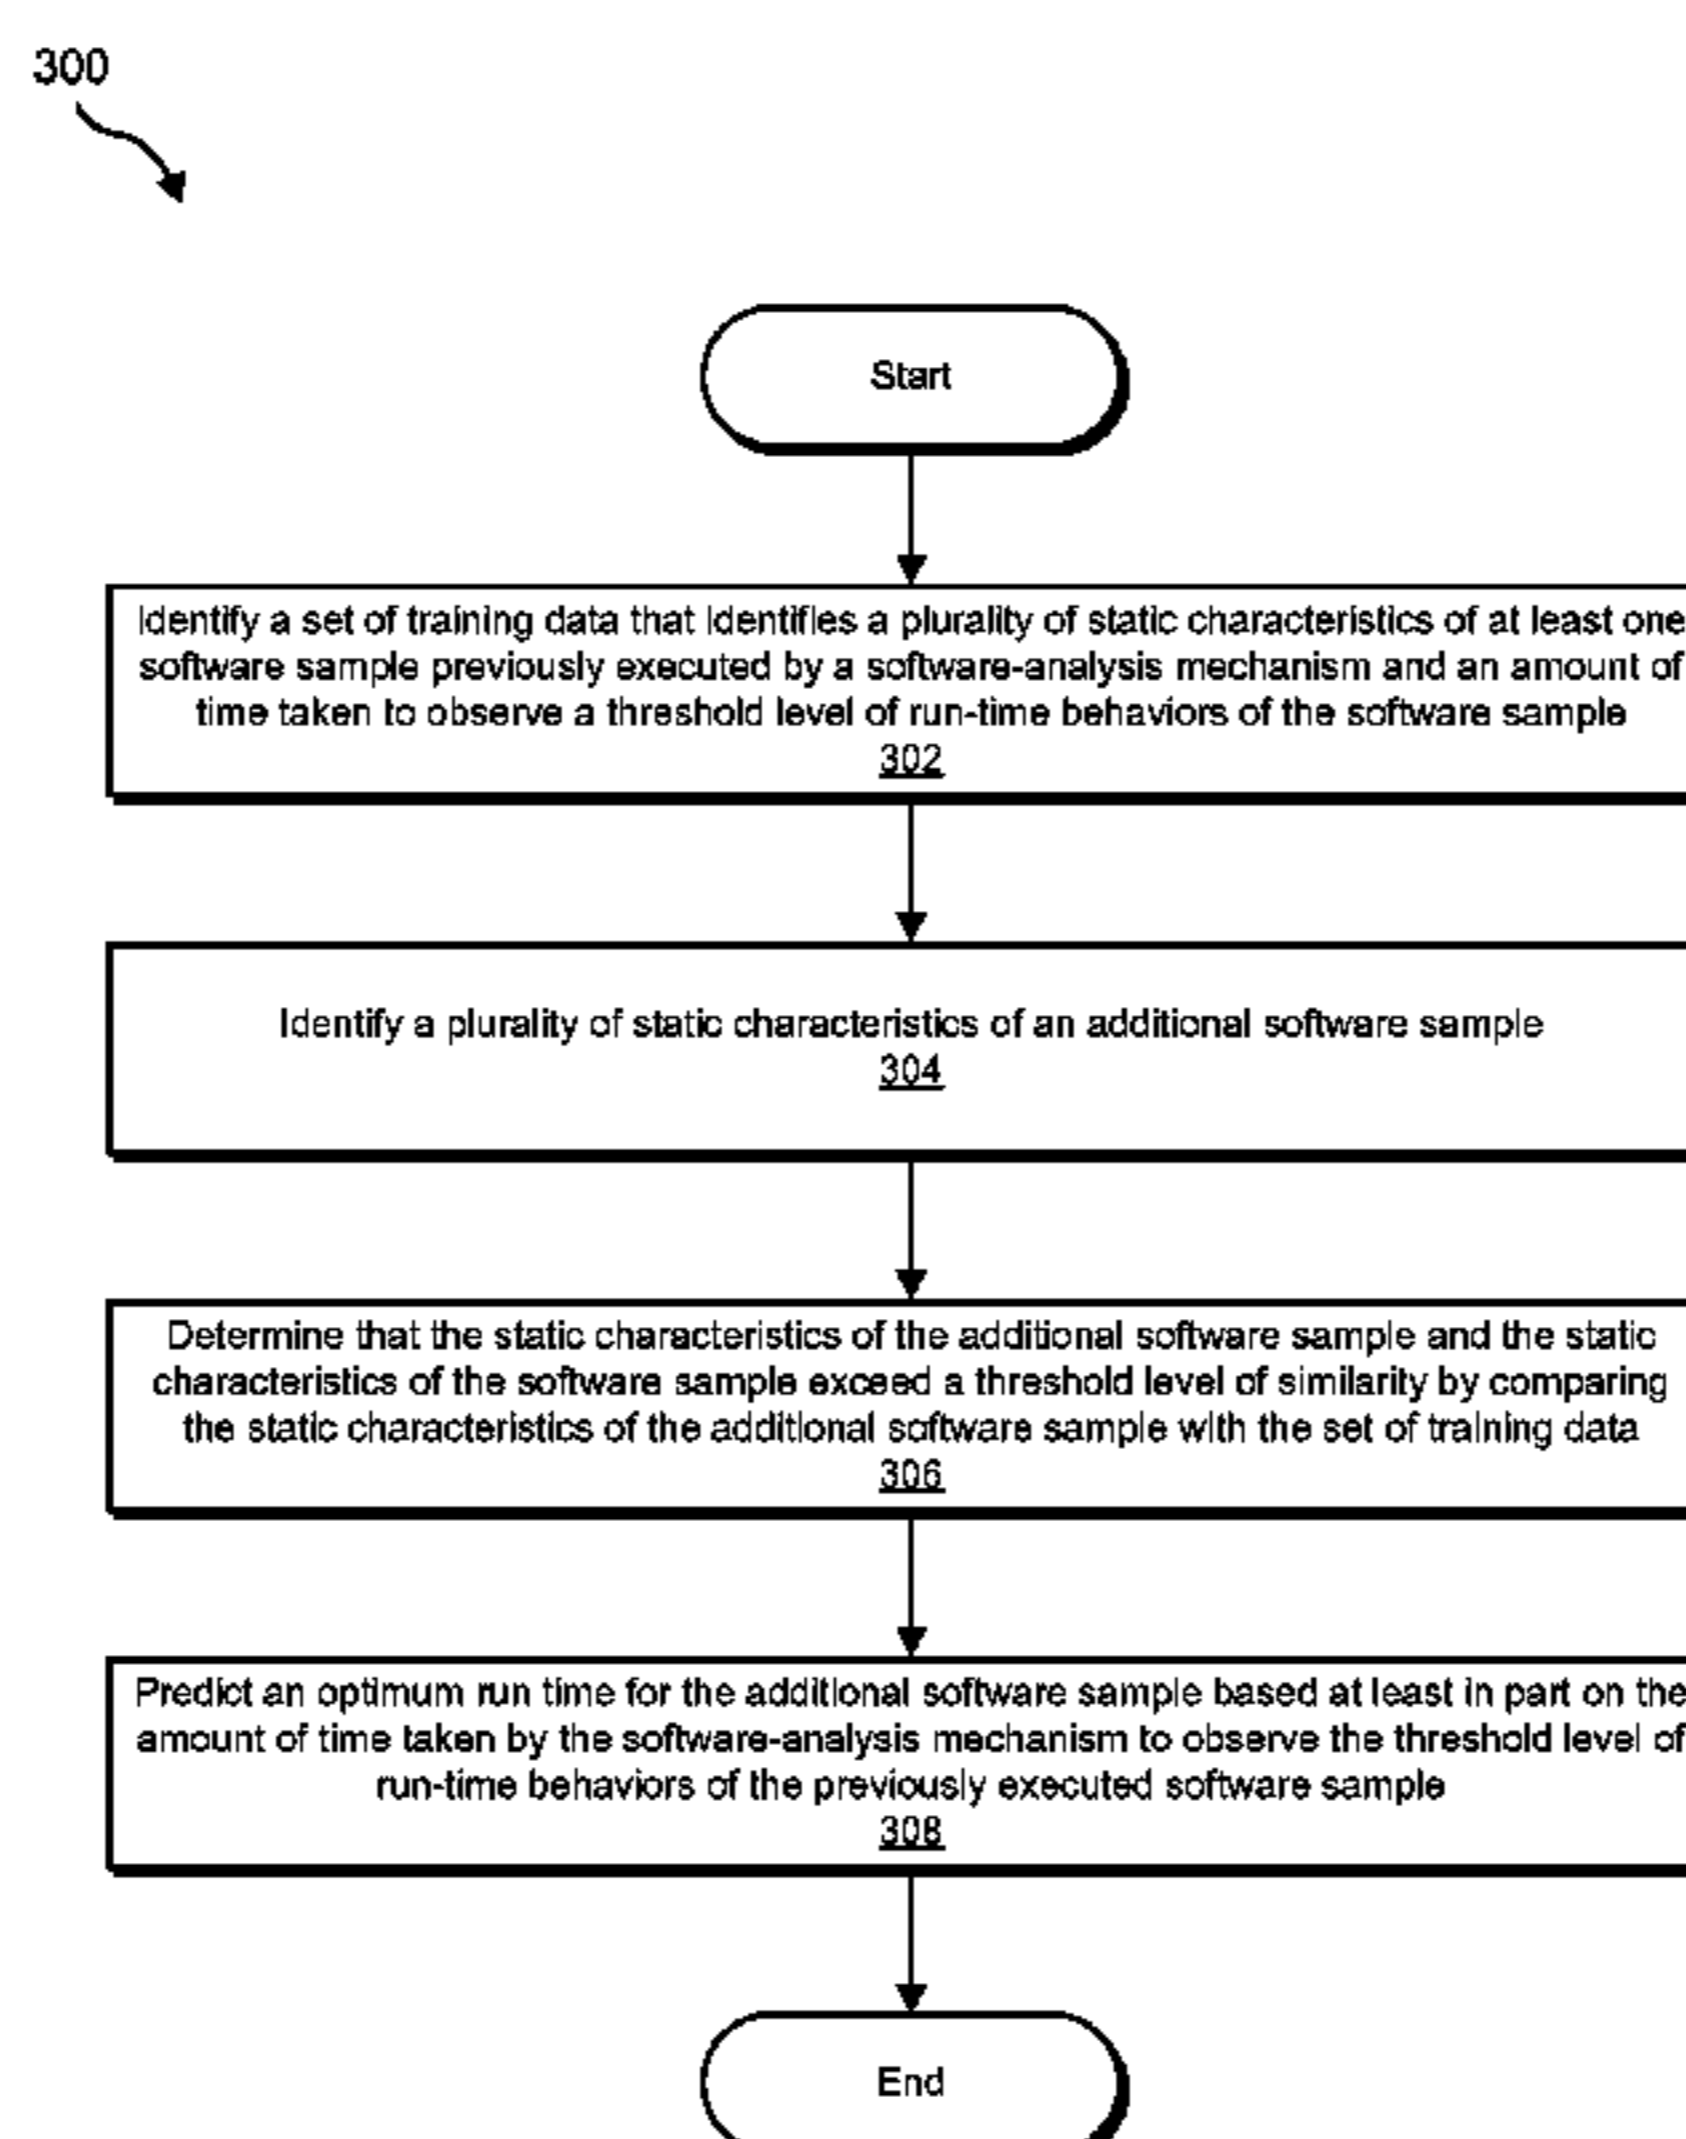 300
Start
Identify a set of training data that identifies a plurality of static characteristics of at least one
software sample previously executed by a software-analysis mechanism and an amount of
time taken to observe a threshold level of run-time behaviors of the software sample
302
Identify a plurality of static characteristics of an additional software sample
304
Determine that the static characteristics of the additional software sample and the static
characteristics of the software sample exceed a threshold level of similarity by comparing
the static characteristics of the additional software sample with the set of training data
306
Predict an optimum run time for the additional software sample based at least in part on the
amount of time taken by the software-analysis mechanism to observe the threshold level of
run-time behaviors of the previously executed software sample
308
End